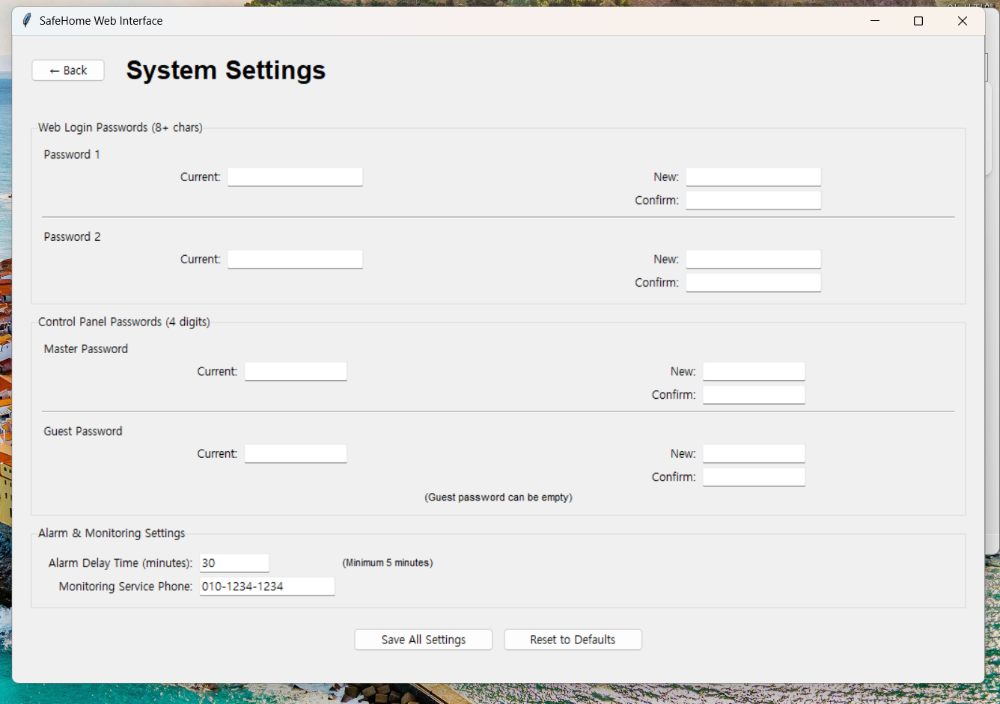 SafeHome Web Interface
← Back
System Settings
Web Login Passwords (8+ chars)
Password 1
Current:
New:
Confirm:
Password 2
Current:
New:
Confirm:
Control Panel Passwords (4 digits)
Master Password
Current:
New:
Confirm:
Guest Password
Current:
New:
Confirm:
(Guest password can be empty)
Alarm & Monitoring Settings
Alarm Delay Time (minutes): 30 (Minimum 5 minutes)
Monitoring Service Phone: 010-1234-1234
Save All Settings Reset to Defaults